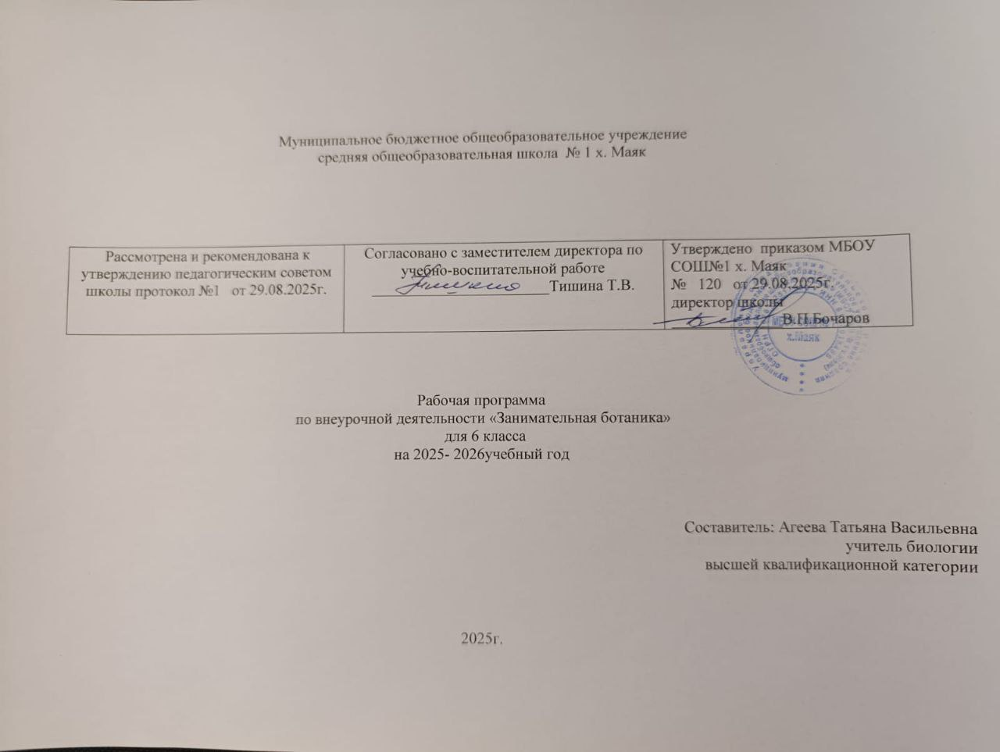 Муниципальное бюджетное общеобразовательное учреждение
средняя общеобразовательная школа № 1 х. Маяк
Рассмотрена и рекомендована к
утверждению педагогическим советом
школы протокол №1 от 29.08.2025г.
Согласовано с заместителем директора по
учебно-воспитательной работе
Тишина Т.В.
Утверждено приказом МБОУ
СОШ№1 х. Маяк
№ 120 от 29.08.2025г.
директор школы
В.П.Бочаров
х.Маяк
Рабочая программа
по внеурочной деятельности «Занимательная ботаника»
для 6 класса
на 2025- 2026учебный год
Составитель: Агеева Татьяна Васильевна
учитель биологии
высшей квалификационной категории
2025г.